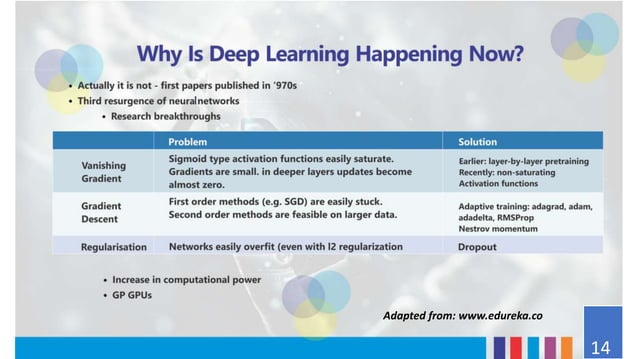 Why Is Deep Learning Happening Now?
• Actually it is not - first papers published in '970s
• Third resurgence of neuralnetworks
• Research breakthroughs
Problem
Solution
Vanishing
Gradient
Sigmoid type activation functions easily saturate.
Gradients are small. in deeper layers updates become
almost zero.
Earlier: layer-by-layer pretraining
Recently: non-saturating
Activation functions
Gradient
Descent
First order methods (e.g. SGD) are easily stuck.
Second order methods are feasible on larger data.
Adaptive training: adagrad, adam,
adadelta, RMSProp
Nestrov momentum
Regularisation
Networks easily overfit (even with l2 regularization
Dropout
• Increase in computational power
• GP GPUs
Adapted from: www.edureka.co
14